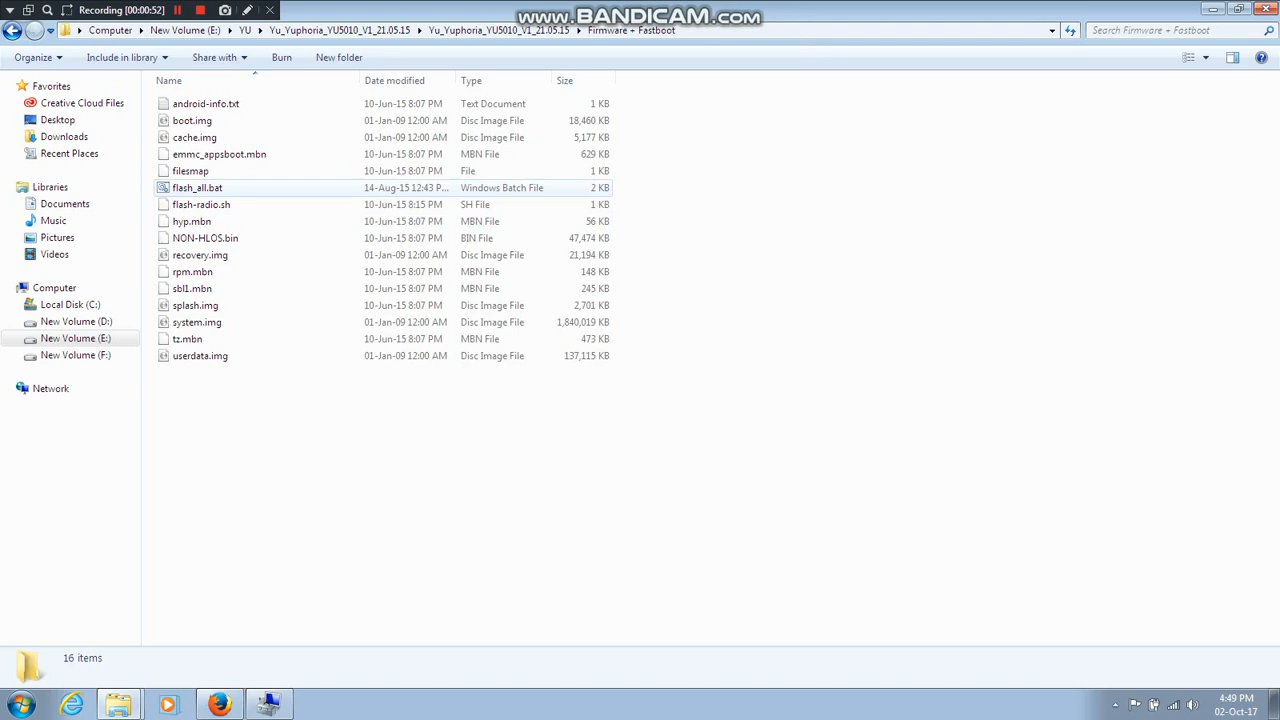 Recording [00:00:52]
www.BANDICAM.com
Computer New Volume (E:) YU Yu_Yuphoria_YU5010_V1_21.05.15 Yu_Yuphoria_YU5010_V1_21.05.15 Firmware + Fastboot Search Firmware + Fastboot
Organize Include in library Share with Burn New folder
Name Date modified Type Size
Favorites
Creative Cloud Files
Desktop
Downloads
Recent Places
Libraries
Documents
Music
Pictures
Videos
Computer
Local Disk (C:)
New Volume (D:)
New Volume (E:)
New Volume (F:)
Network
android-info.txt 10-Jun-15 8:07 PM Text Document 1 KB
boot.img 01-Jan-09 12:00 AM Disc Image File 18,460 KB
cache.img 01-Jan-09 12:00 AM Disc Image File 5,177 KB
emmc_appsboot.mbn 10-Jun-15 8:07 PM MBN File 629 KB
filesmap 10-Jun-15 8:07 PM File 1 KB
flash_all.bat 14-Aug-15 12:43 P... Windows Batch File 2 KB
flash-radio.sh 10-Jun-15 8:15 PM SH File 1 KB
hyp.mbn 10-Jun-15 8:07 PM MBN File 56 KB
NON-HLOS.bin 10-Jun-15 8:07 PM BIN File 47,474 KB
recovery.img 01-Jan-09 12:00 AM Disc Image File 21,194 KB
rpm.mbn 10-Jun-15 8:07 PM MBN File 148 KB
sbl1.mbn 10-Jun-15 8:07 PM MBN File 245 KB
splash.img 10-Jun-15 8:07 PM Disc Image File 2,701 KB
system.img 01-Jan-09 12:00 AM Disc Image File 1,840,019 KB
tz.mbn 10-Jun-15 8:07 PM MBN File 473 KB
userdata.img 01-Jan-09 12:00 AM Disc Image File 137,115 KB
16 items
4:49 PM
02-Oct-17